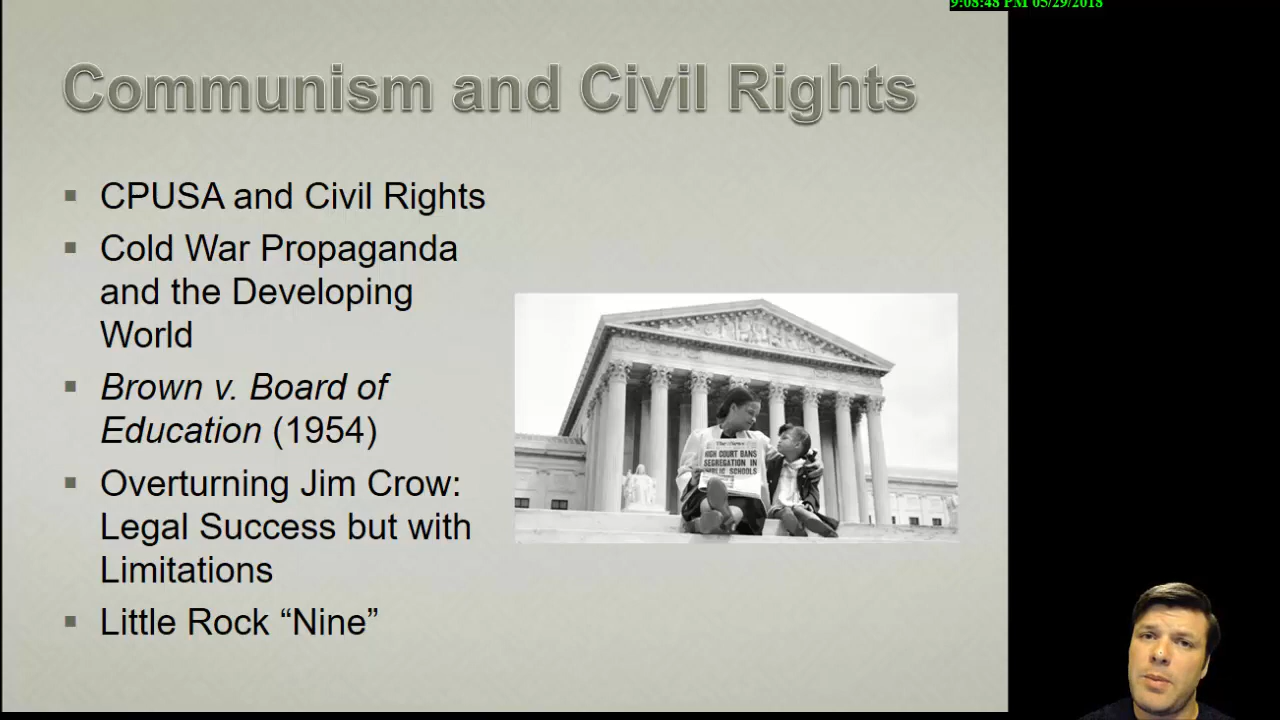 9:08:48 PM 05/29/2018
Communism and Civil Rights
CPUSA and Civil Rights
Cold War Propaganda
and the Developing
World
Brown v. Board of
Education (1954)
Overturning Jim Crow:
Legal Success but with
Limitations
Little Rock “Nine”
HIGH COURT BANS
SEGREGATION IN
PUBLIC SCHOOLS